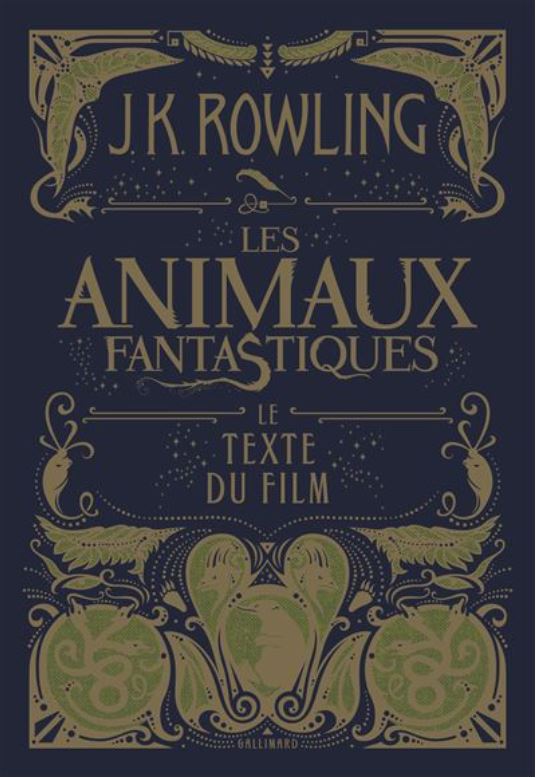 J.K. ROWLING
LES
ANIMAUX
FANTASTIQUES
LE
TEXTE
DU FILM
GALLIMARD